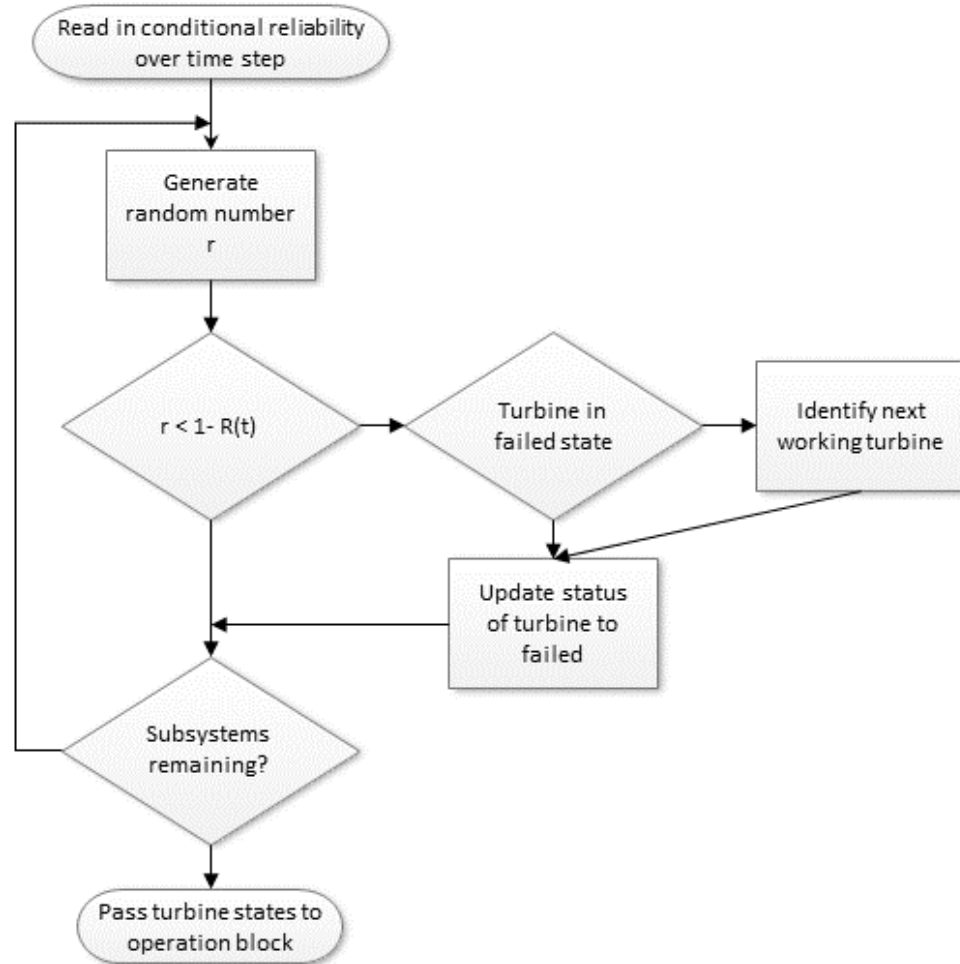 Read in conditional reliability
over time step
Generate
random number
r
r < 1- R(t)
Turbine in
failed state
Identify next
working turbine
Update status
of turbine to
failed
Subsystems
remaining?
Pass turbine states to
operation block